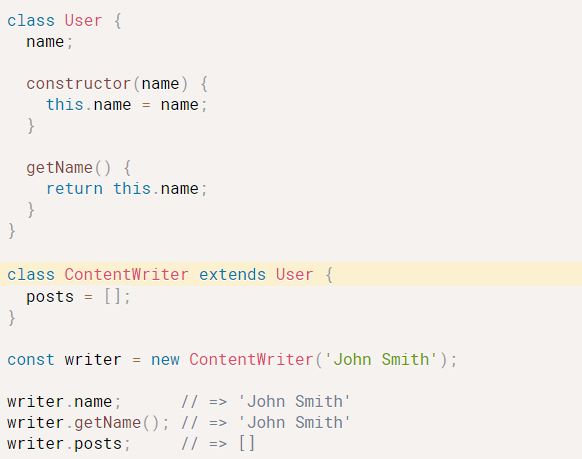 class User {
  name;
  constructor(name) {
    this.name = name;
  }
  getName() {
    return this.name;
  }
}
class ContentWriter extends User {
  posts = [];
}
const writer = new ContentWriter('John Smith');
writer.name;      // => 'John Smith'
writer.getName(); // => 'John Smith'
writer.posts;     // => []